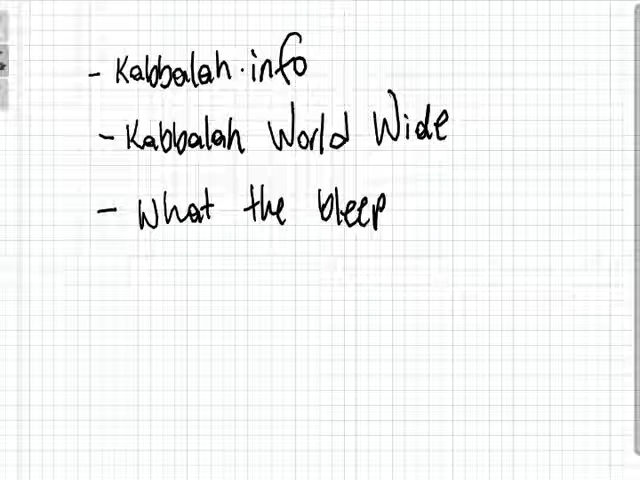 - Kabbalah.info
- Kabbalah World Wide
- What the bleep